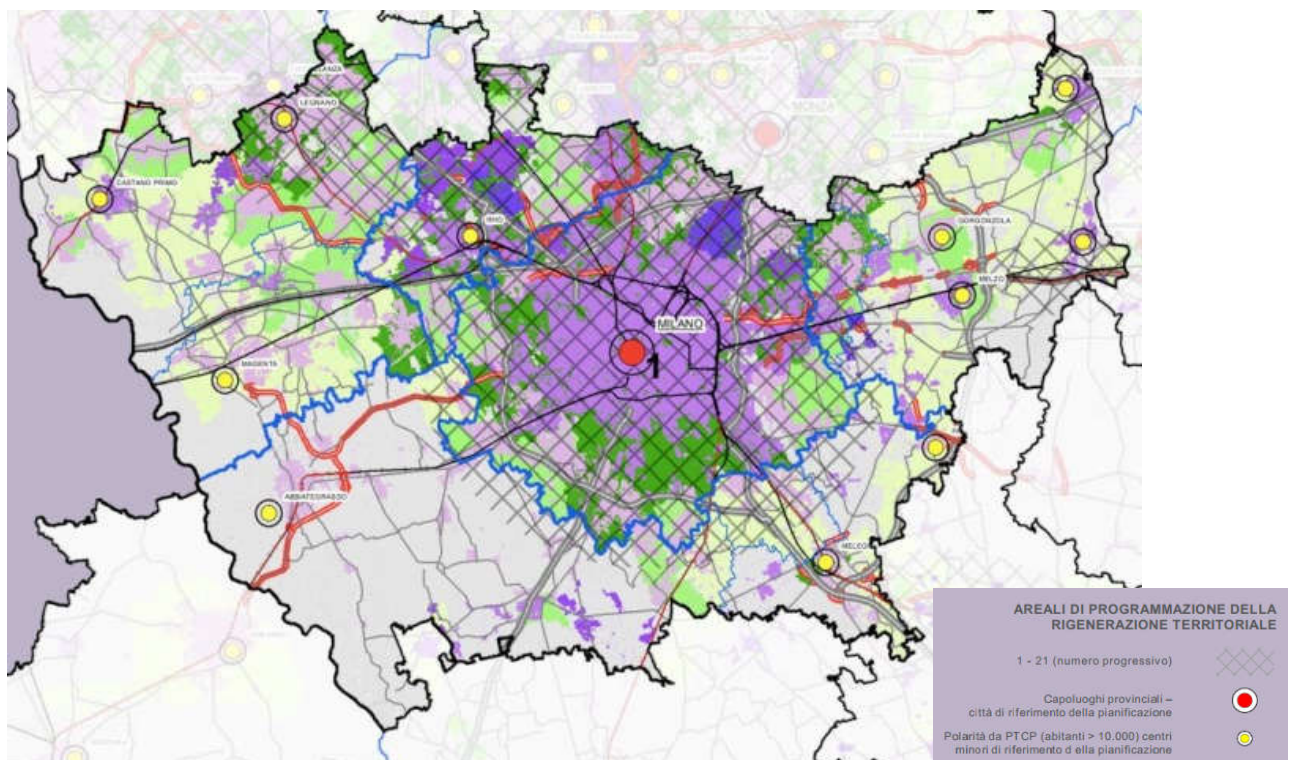 LEGNANO
CASTANO PRIMO
RHO
GORGONZOLA
MELZO
MILANO
1
MAGENTA
ABBIATEGRASSO
3
MONZA
AREALI DI PROGRAMMAZIONE DELLA
RIGENERAZIONE TERRITORIALE
1 - 21 (numero progressivo)
Capoluoghi provinciali –
città di riferimento della pianificazione
Polarità da PTCP (abitanti > 10.000) centri
minori di riferimento d ella pianificazione